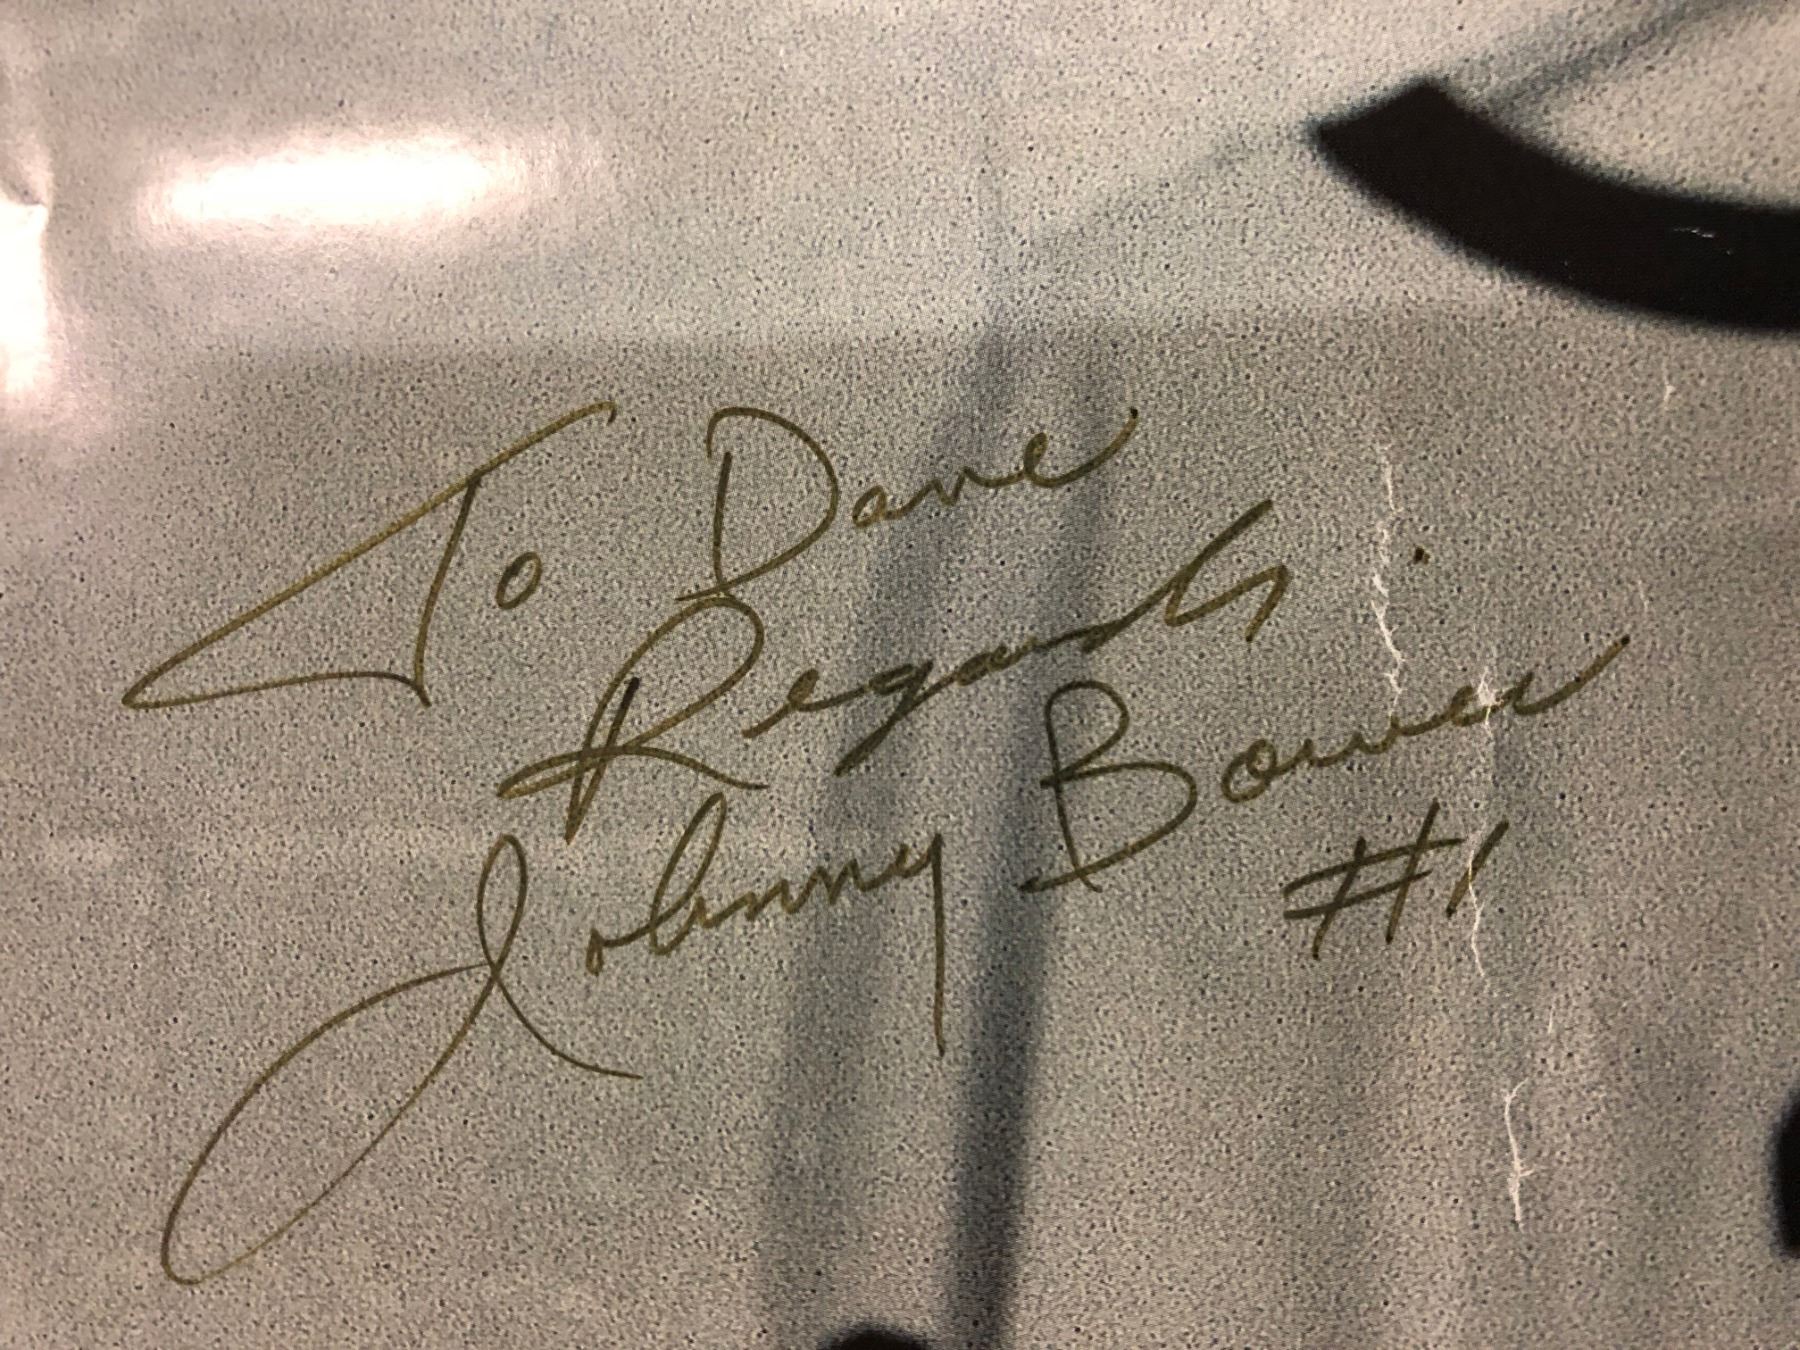 To Dave
Regards.
Johnny Bower
#1